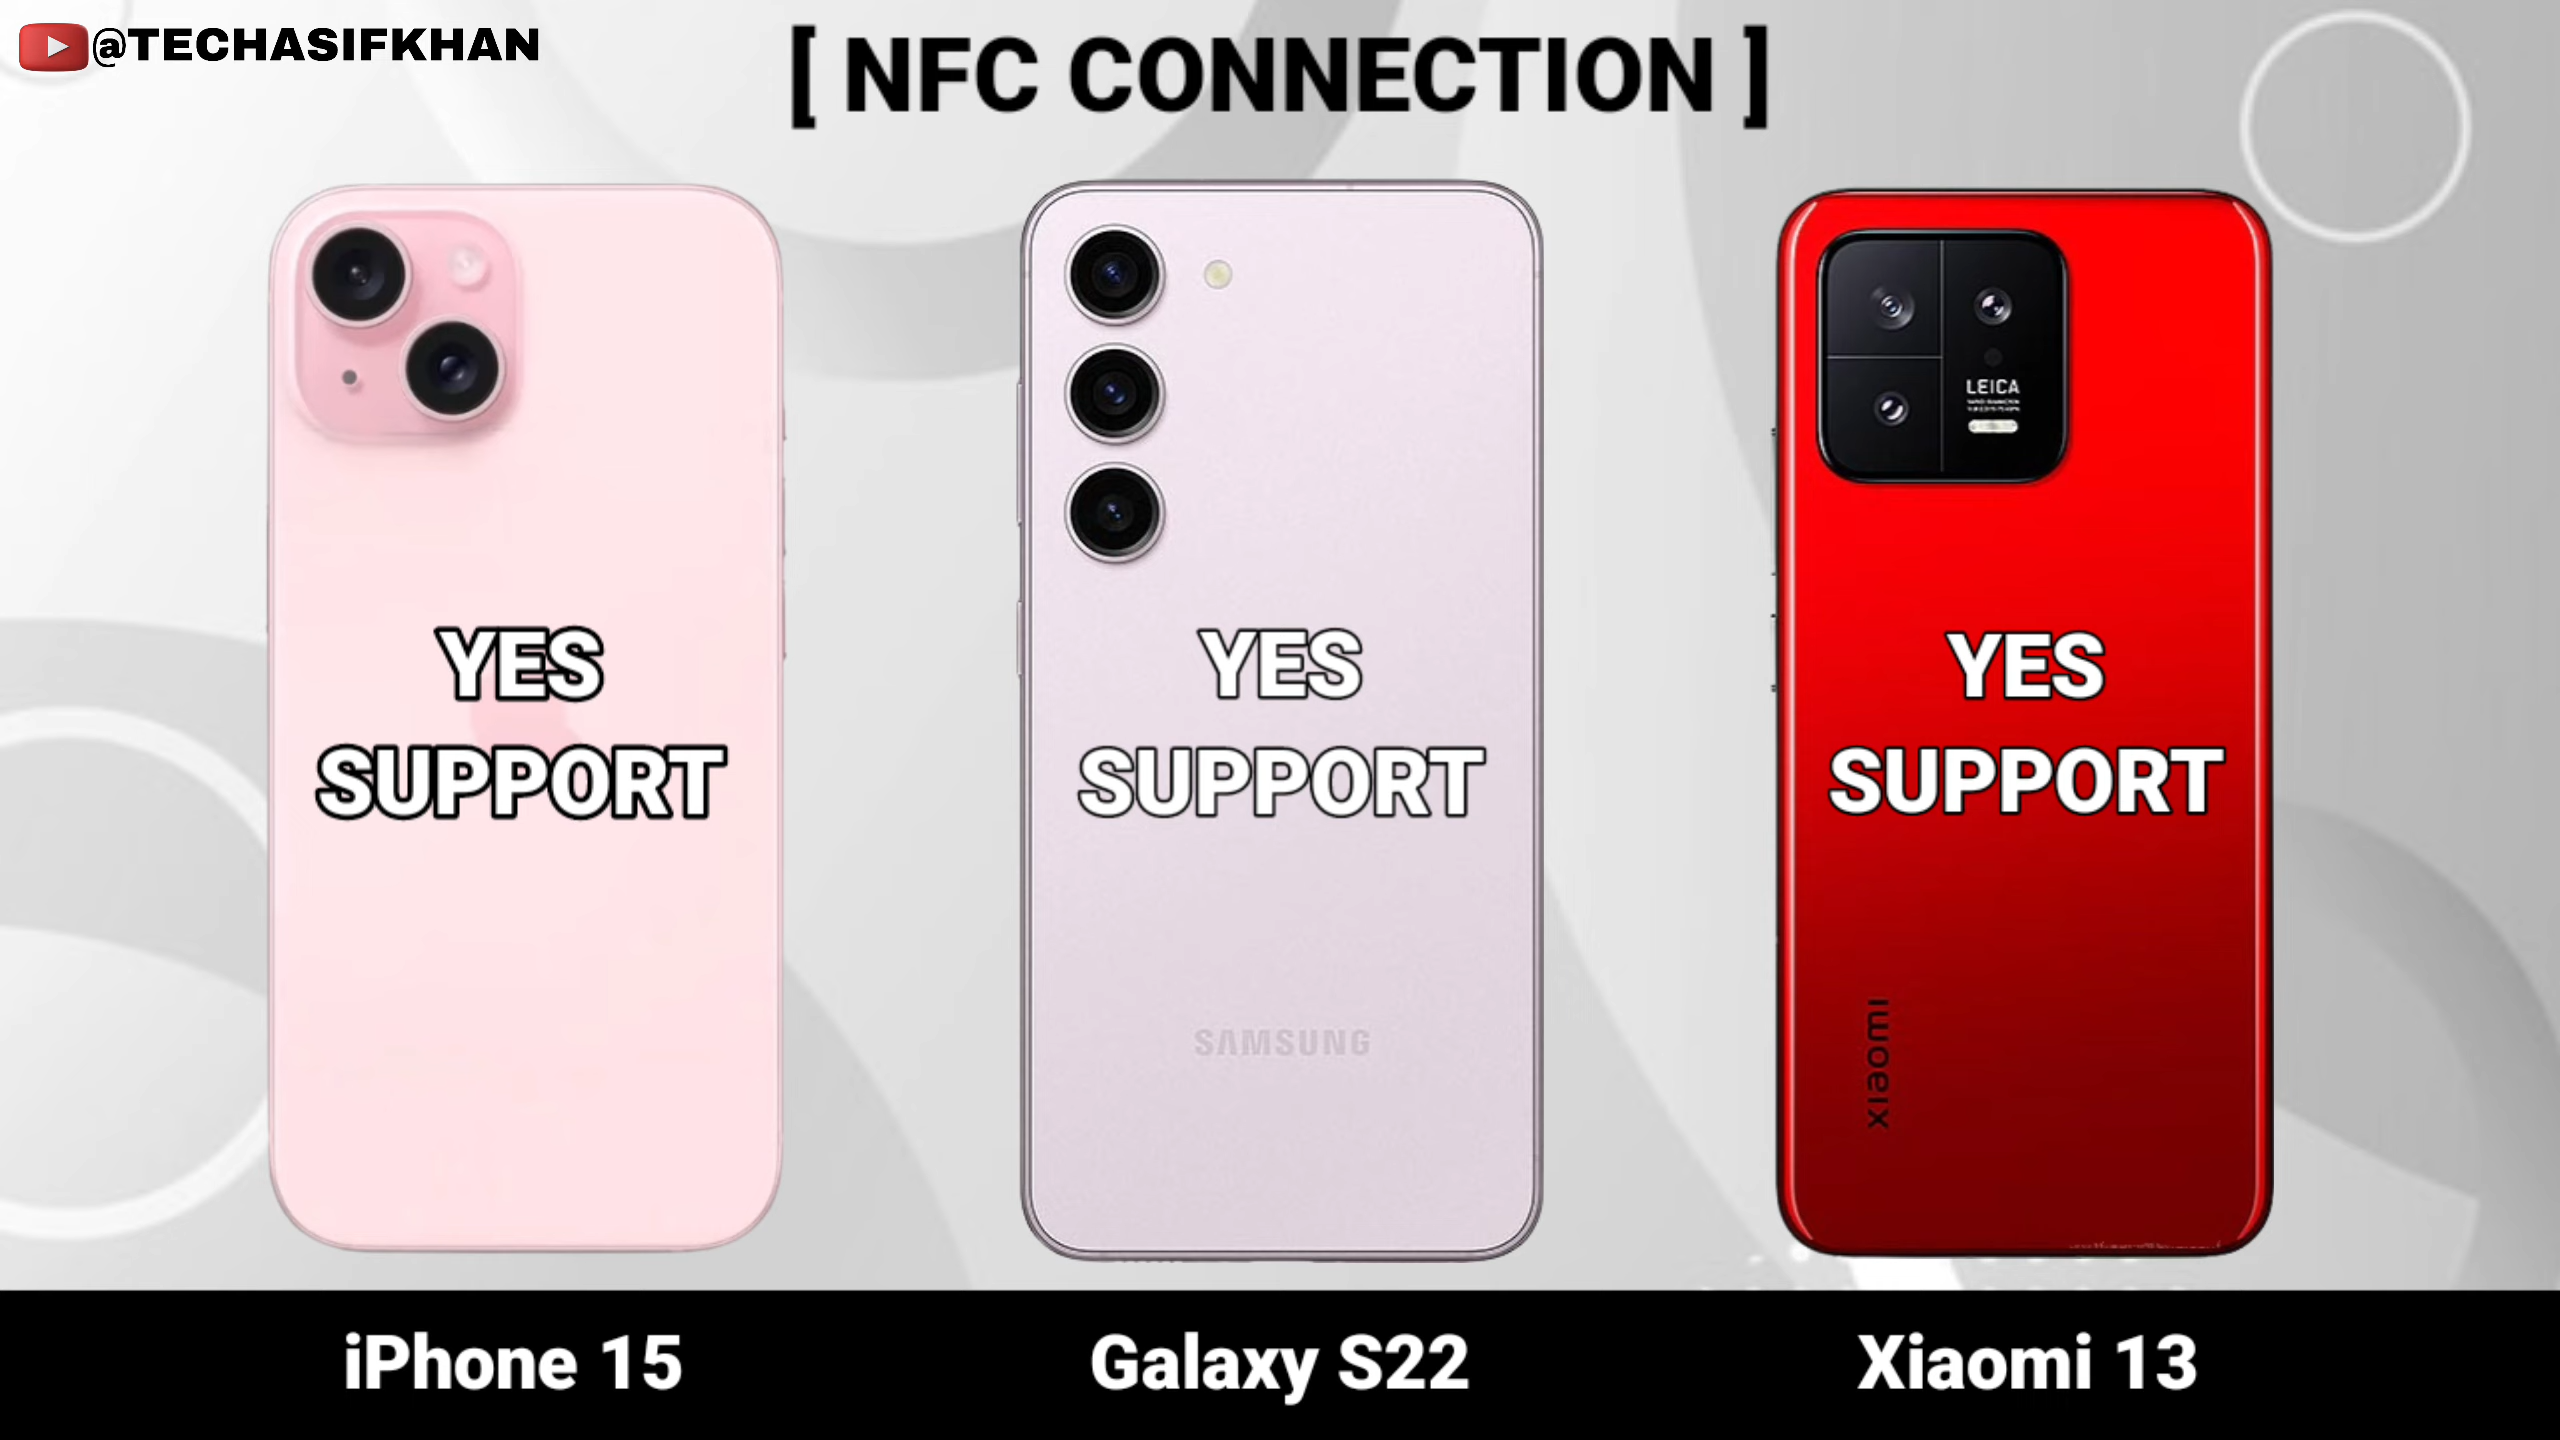 @TECHASIFKHAN
[ NFC CONNECTION ]
LEICA
YES
SUPPORT
YES
SUPPORT
YES
SUPPORT
SAMSUNG
xiaomi
iPhone 15
Galaxy S22
Xiaomi 13